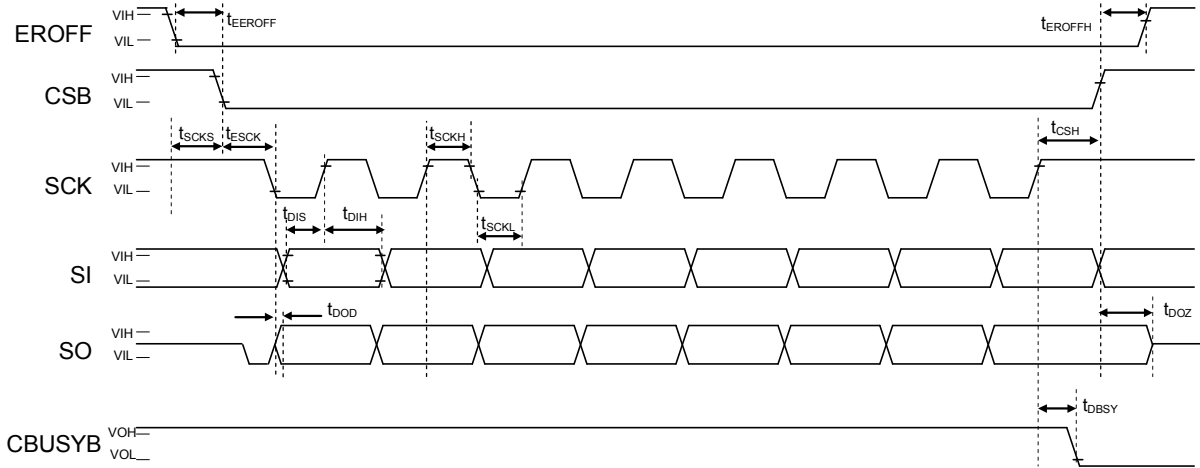 VIH
VIL
EROFF
tEEROFF
tEROFFH
VIH
VIL
CSB
tSCKS
tESCK
tSCKH
tCSH
VIH
VIL
SCK
tDIS
tDIH
tSCKL
VIH
VIL
SI
tDOD
tDOZ
VIH
VIL
SO
tDBSY
VOH
VOL
CBUSYB